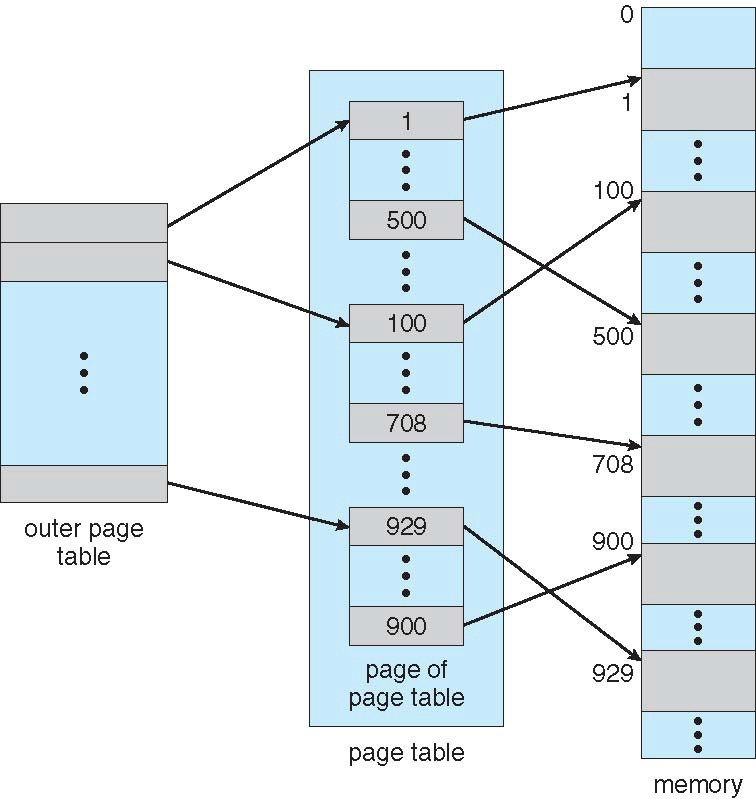 0
1
100
500
708
900
929
1
500
100
708
929
900
outer page
table
page of
page table
page table
memory